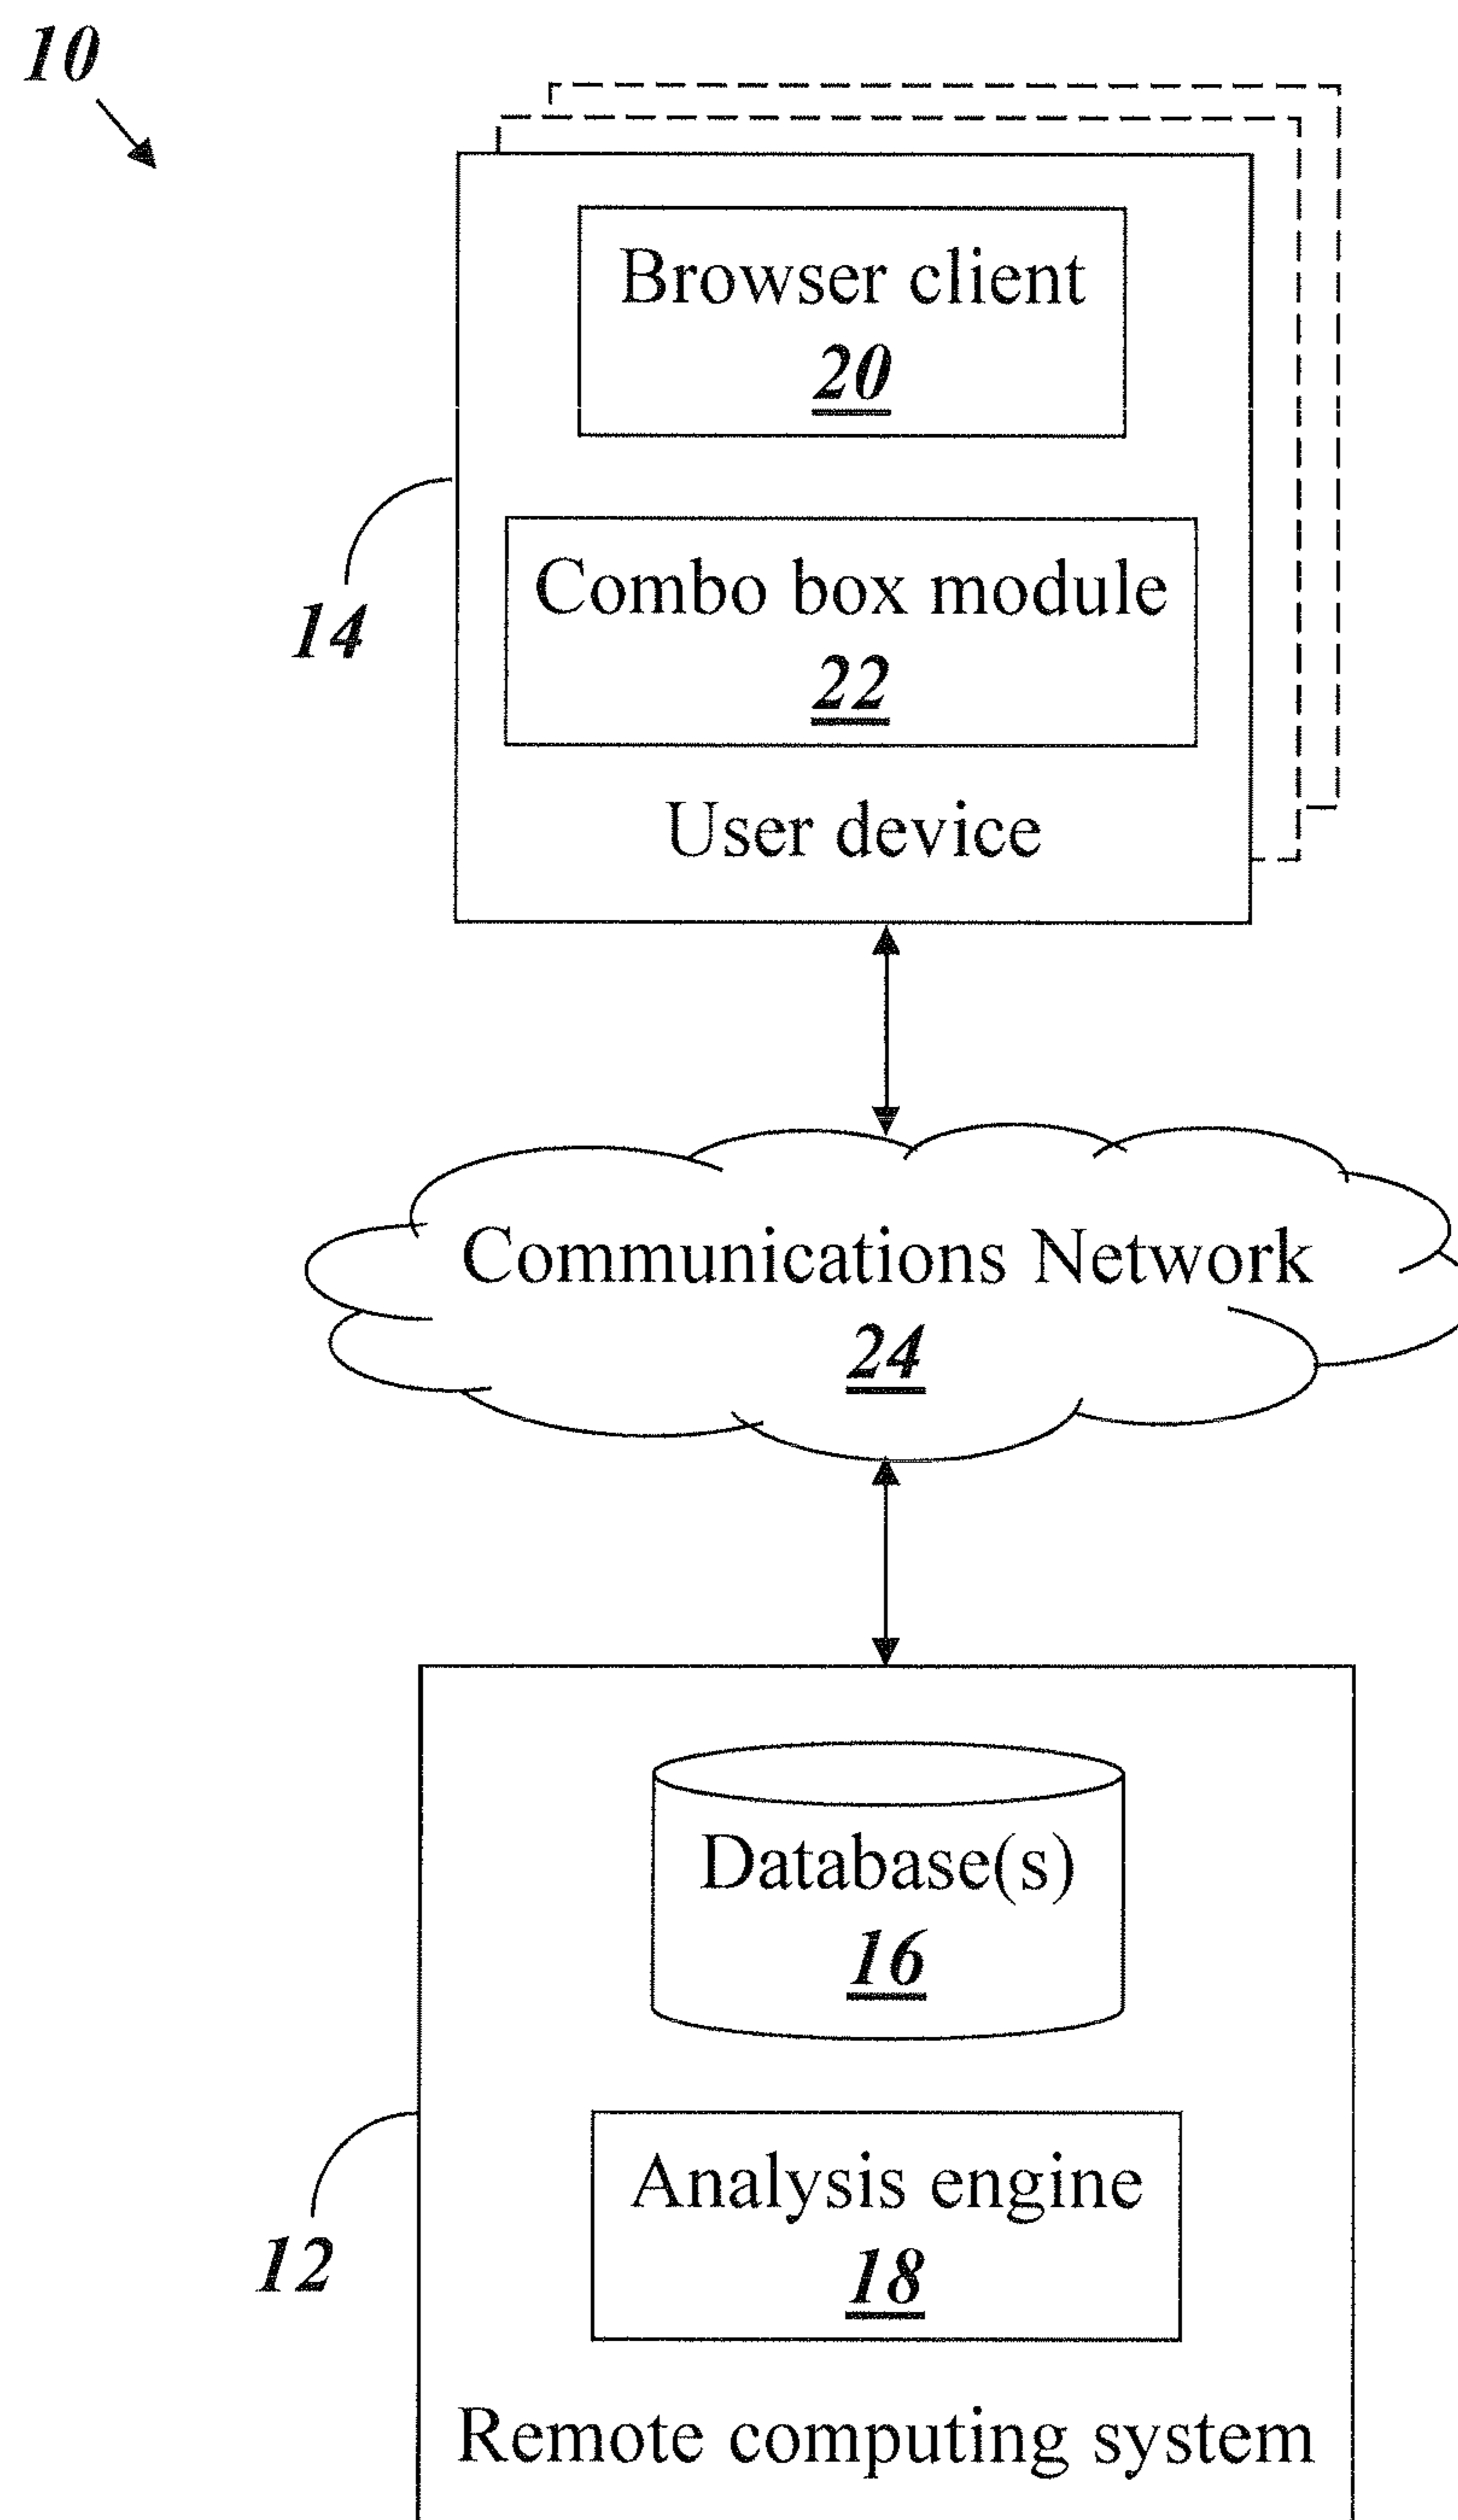 10
Browser client
20
Combo box module
22
14
User device
Communications Network
24
Database(s)
16
Analysis engine
18
12
Remote computing system